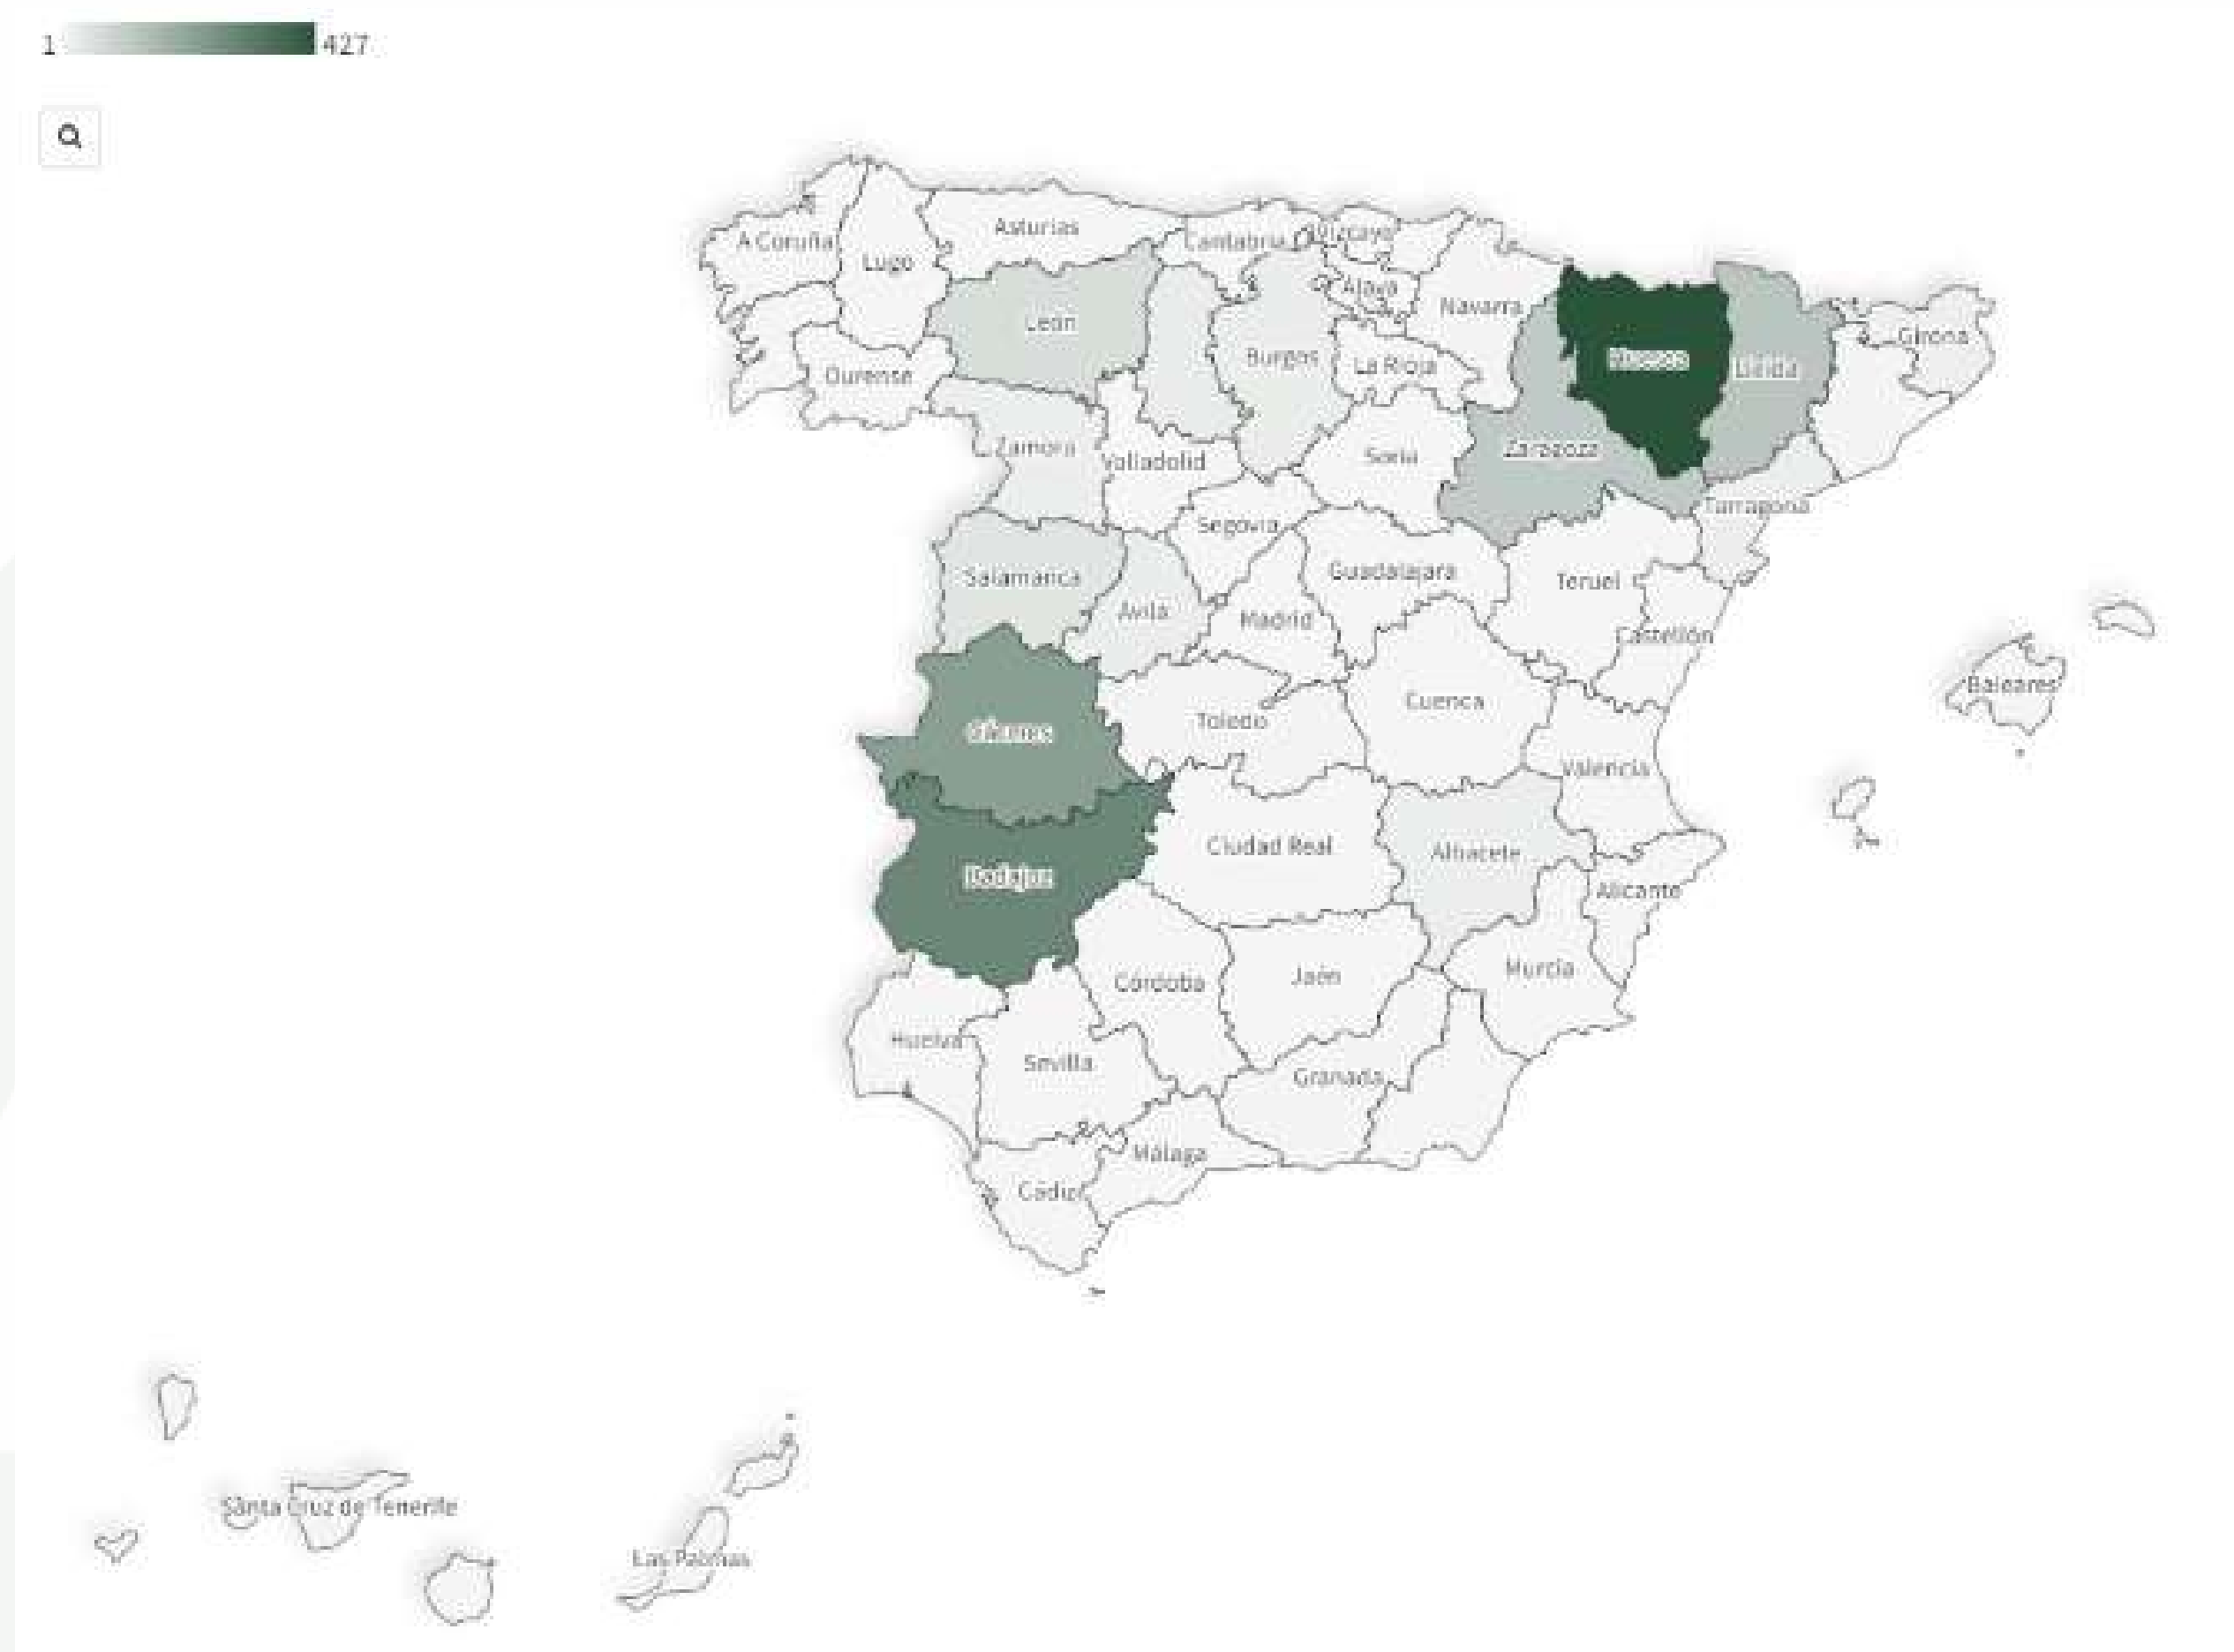 1 427
Asturias
A Coruña
Cantabria
Vizcaya
Lugo
Álava
Navarra
León
Girona
Burgos
Huesca
La Rioja
Lleida
Ourense
Zamora
Valladolid
Soria
Zaragoza
Tarragona
Segovia
Guadalajara
Salamanca
Teruel
Ávila
Madrid
Castellón
Baleares
Cuenca
Toledo
Cáceres
Valencia
Ciudad Real
Albacete
Badajoz
Alicante
Murcia
Jaén
Córdoba
Huelva
Sevilla
Granada
Málaga
Cádiz
Santa Cruz de Tenerife
Las Palmas